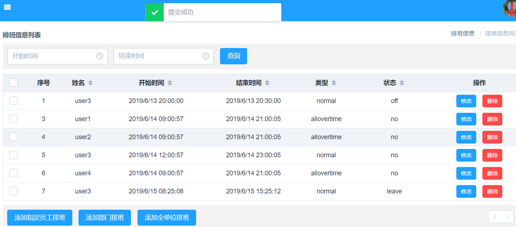 提交成功
排班信息 / 排班信息列
排班信息列表
开始时间 结束时间 查询
序号 姓名 开始时间 结束时间 类型 状态 操作
1 user3 2019/6/13 20:00:00 2019/6/13 20:30:00 normal off 修改 删除
3 user1 2019/6/14 09:00:57 2019/6/14 21:00:05 allovertime no 修改 删除
4 user2 2019/6/14 09:00:57 2019/6/14 21:00:05 allovertime no 修改 删除
5 user3 2019/6/14 12:00:57 2019/6/14 23:00:05 normal no 修改 删除
6 user4 2019/6/14 09:00:57 2019/6/14 21:00:05 allovertime no 修改 删除
7 user3 2019/6/15 08:25:08 2019/6/15 15:25:12 normal leave 修改 删除
添加指定员工排班 添加部门排班 添加全单位排班